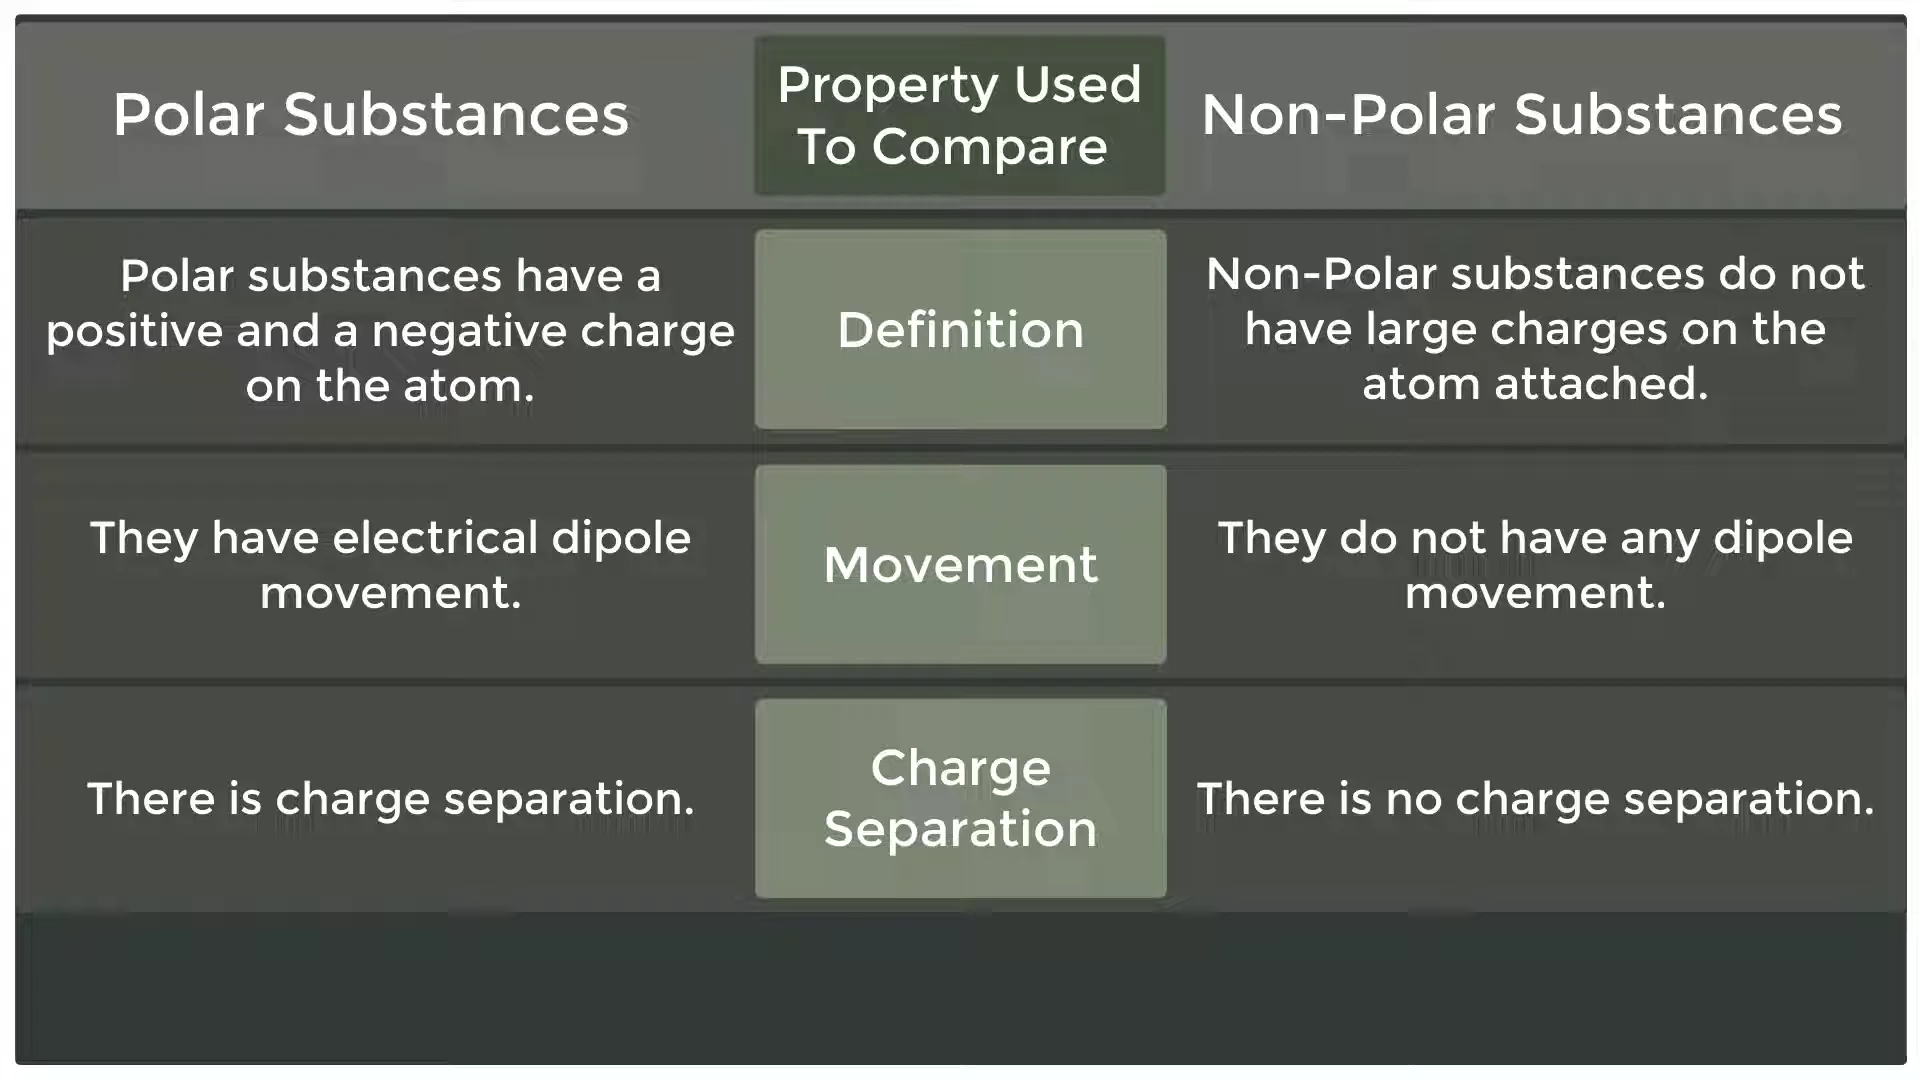 Polar Substances
Property Used
To Compare
Non-Polar Substances
Polar substances have a
positive and a negative charge
on the atom.
Definition
Non-Polar substances do not
have large charges on the
atom attached.
They have electrical dipole
movement.
Movement
They do not have any dipole
movement.
There is charge separation.
Charge
Separation
There is no charge separation.